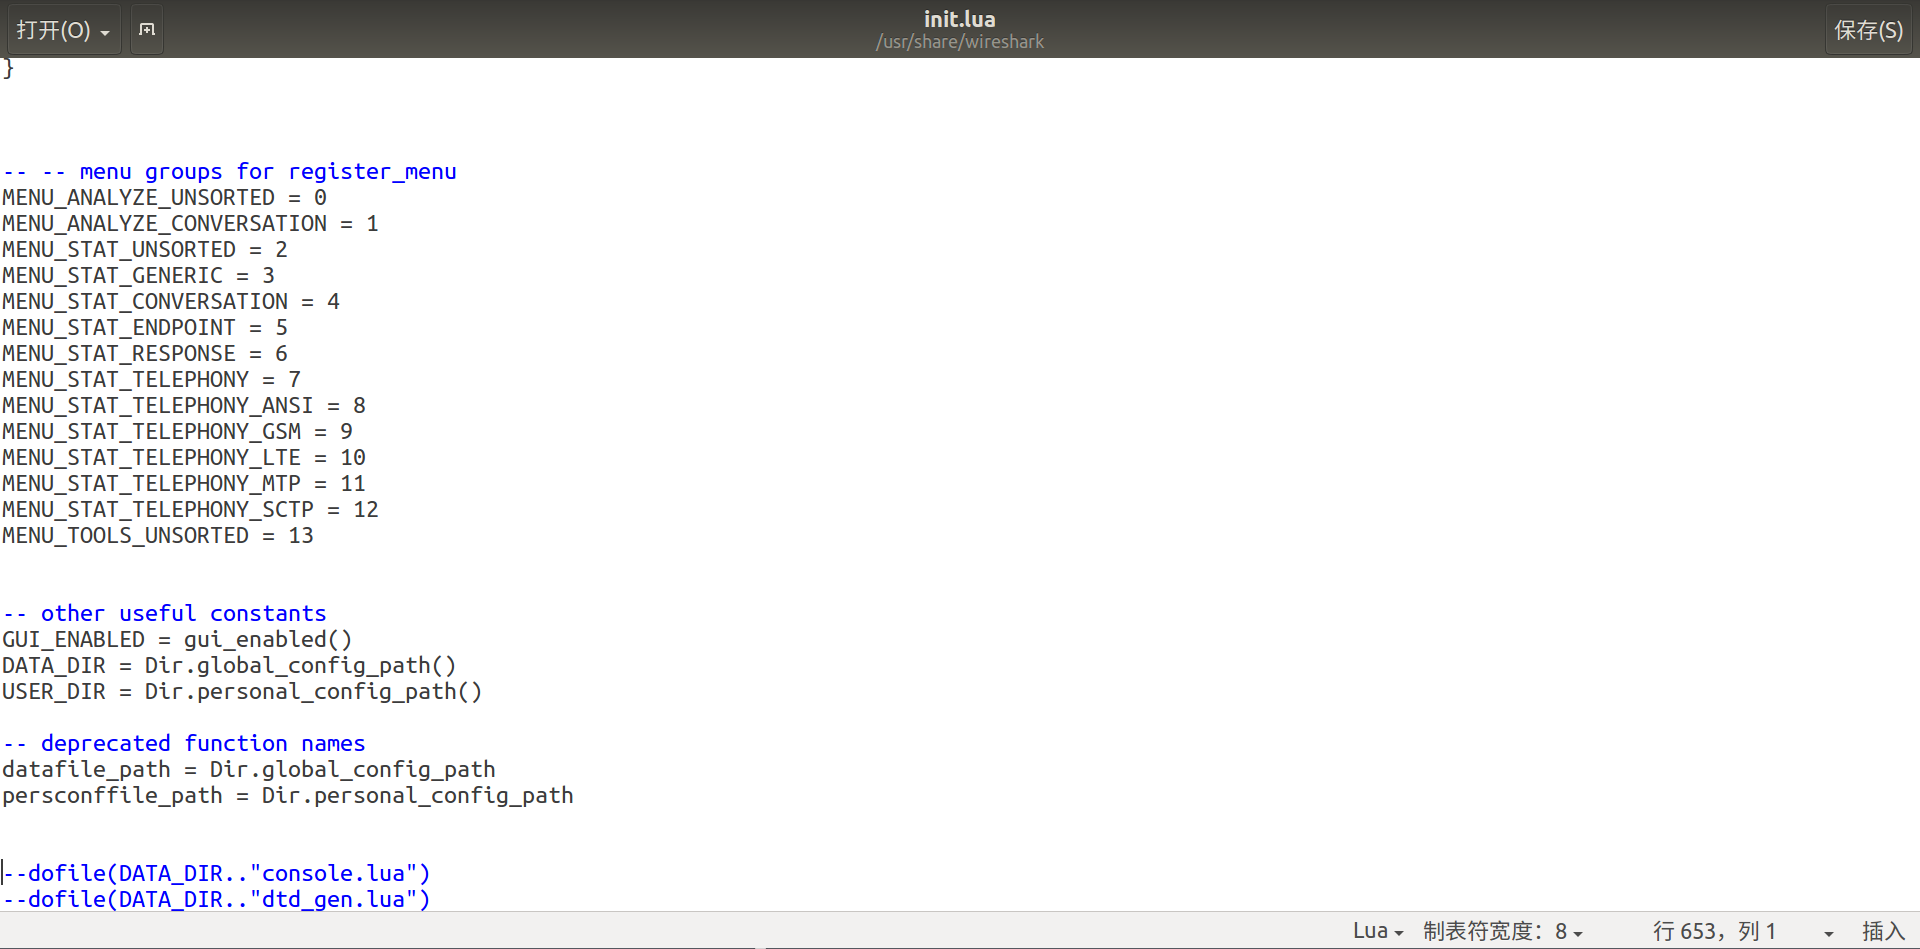 打开(O)
init.lua
/usr/share/wireshark
保存(S)
}
-- -- menu groups for register_menu
MENU_ANALYZE_UNSORTED = 0
MENU_ANALYZE_CONVERSATION = 1
MENU_STAT_UNSORTED = 2
MENU_STAT_GENERIC = 3
MENU_STAT_CONVERSATION = 4
MENU_STAT_ENDPOINT = 5
MENU_STAT_RESPONSE = 6
MENU_STAT_TELEPHONY = 7
MENU_STAT_TELEPHONY_ANSI = 8
MENU_STAT_TELEPHONY_GSM = 9
MENU_STAT_TELEPHONY_LTE = 10
MENU_STAT_TELEPHONY_MTP = 11
MENU_STAT_TELEPHONY_SCTP = 12
MENU_TOOLS_UNSORTED = 13
-- other useful constants
GUI_ENABLED = gui_enabled()
DATA_DIR = Dir.global_config_path()
USER_DIR = Dir.personal_config_path()
-- deprecated function names
datafile_path = Dir.global_config_path
persconffile_path = Dir.personal_config_path
--dofile(DATA_DIR.."console.lua")
--dofile(DATA_DIR.."dtd_gen.lua")
Lua 制表符宽度：8 行 653，列 1 插入